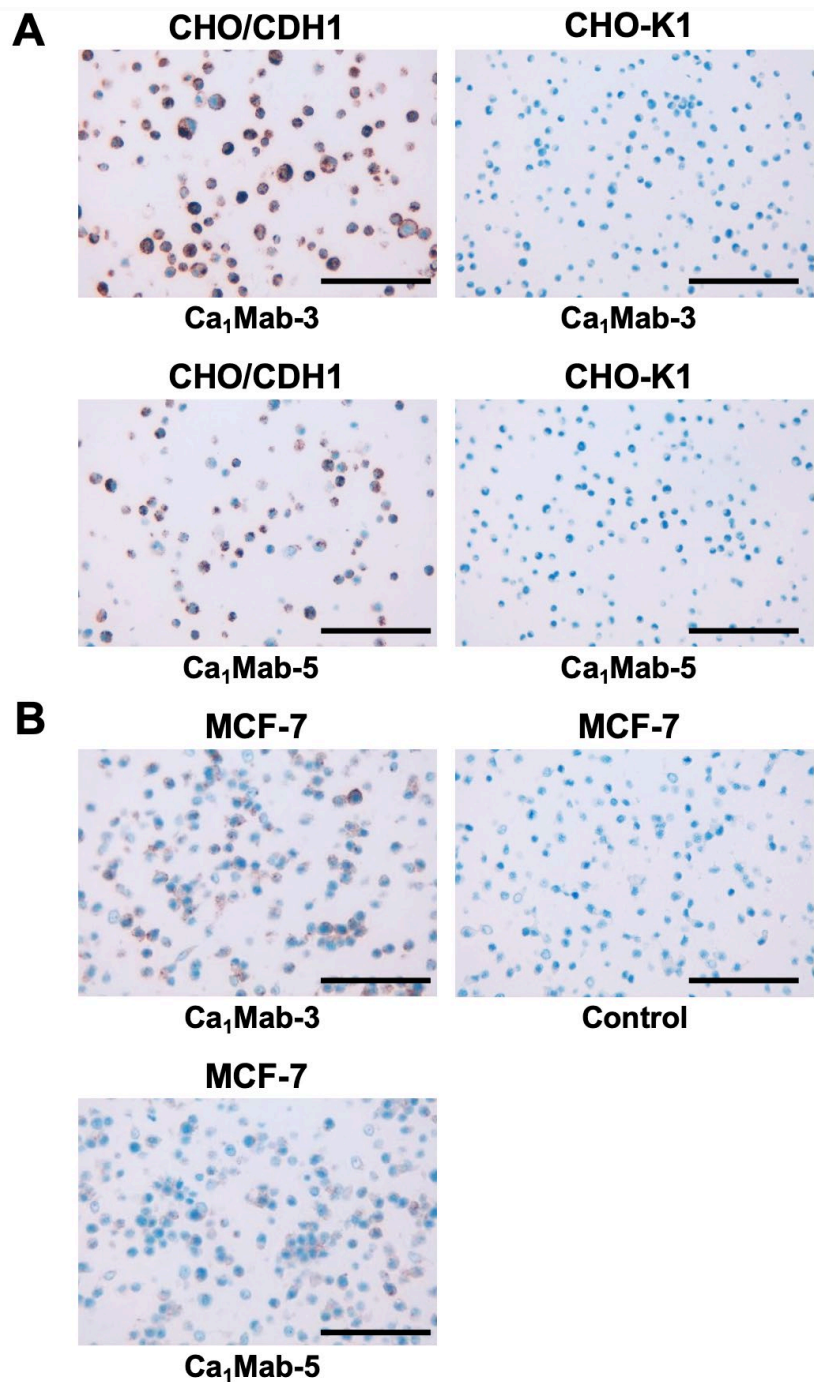 A
CHO/CDH1 CHO-K1
Ca₁Mab-3 Ca₁Mab-3
CHO/CDH1 CHO-K1
Ca₁Mab-5 Ca₁Mab-5
B
MCF-7 MCF-7
Ca₁Mab-3 Control
MCF-7
Ca₁Mab-5